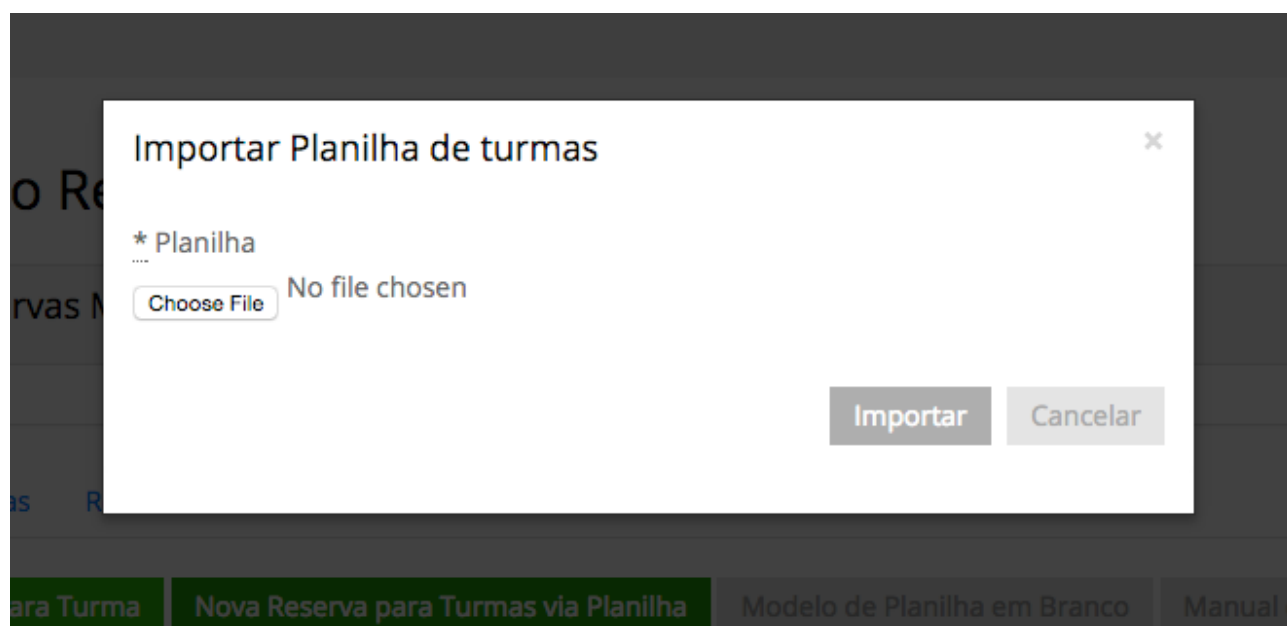 Importar Planilha de turmas
×
o Re
* Planilha
Choose File No file chosen
rvas M
Importar Cancelar
as R
ara Turma Nova Reserva para Turmas via Planilha Modelo de Planilha em Branco Manual